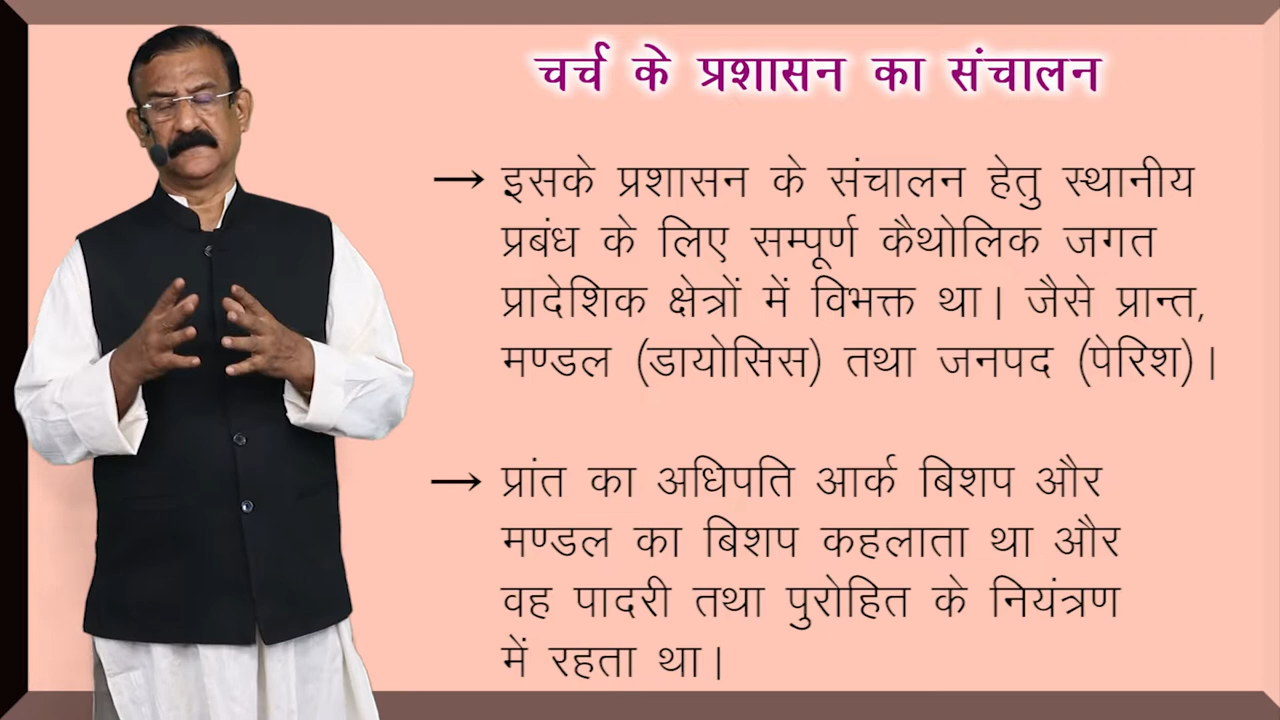 चर्च के प्रशासन का संचालन
→ इसके प्रशासन के संचालन हेतु स्थानीय
प्रबंध के लिए सम्पूर्ण कैथोलिक जगत
प्रादेशिक क्षेत्रों में विभक्त था। जैसे प्रान्त,
मण्डल (डायोसिस) तथा जनपद (पेरिश)।
→ प्रांत का अधिपति आर्क बिशप और
मण्डल का बिशप कहलाता था और
वह पादरी तथा पुरोहित के नियंत्रण
में रहता था।